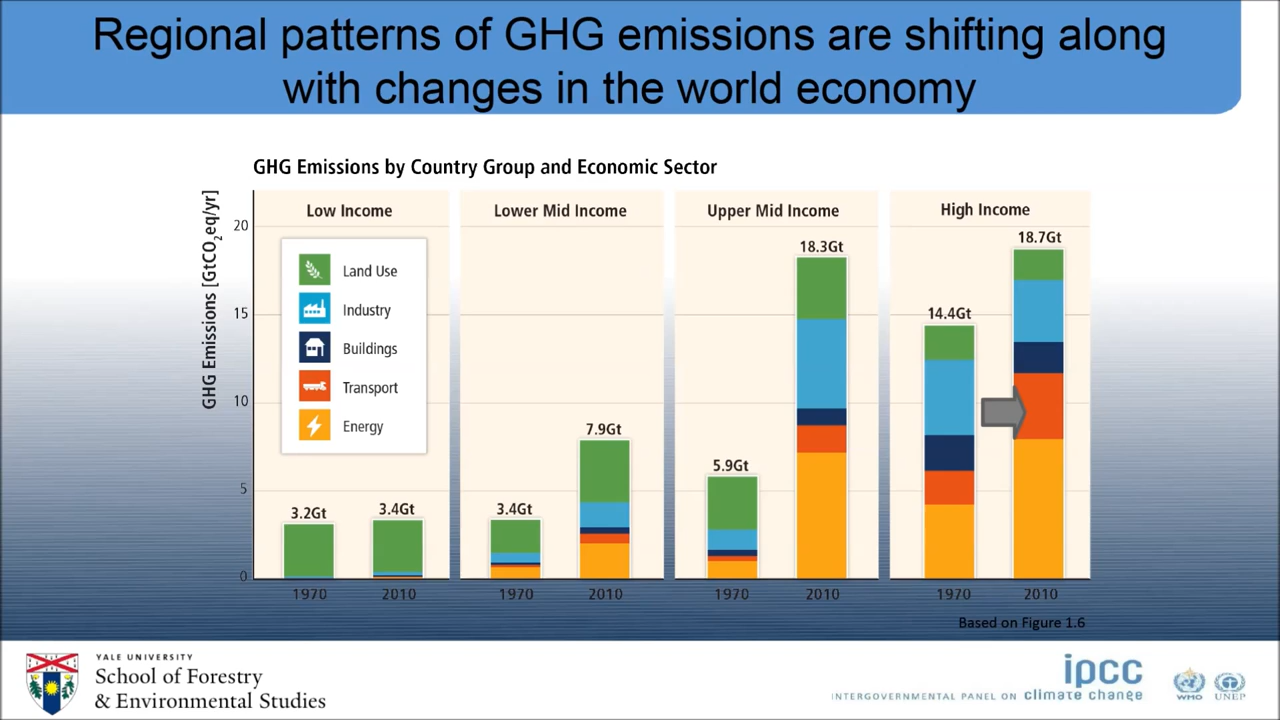 Regional patterns of GHG emissions are shifting along
with changes in the world economy
GHG Emissions by Country Group and Economic Sector
GHG Emissions [GtCO2eq/yr]
20
15
10
5
0
Low Income
Land Use
Industry
Buildings
Transport
Energy
3.2Gt
3.4Gt
1970
2010
Lower Mid Income
3.4Gt
7.9Gt
1970
2010
Upper Mid Income
5.9Gt
18.3Gt
1970
2010
High Income
14.4Gt
18.7Gt
1970
2010
Based on Figure 1.6
YALE UNIVERSITY
School of Forestry
& Environmental Studies
ipcc
INTERGOVERNMENTAL PANEL ON climate change
WMO
UNEP